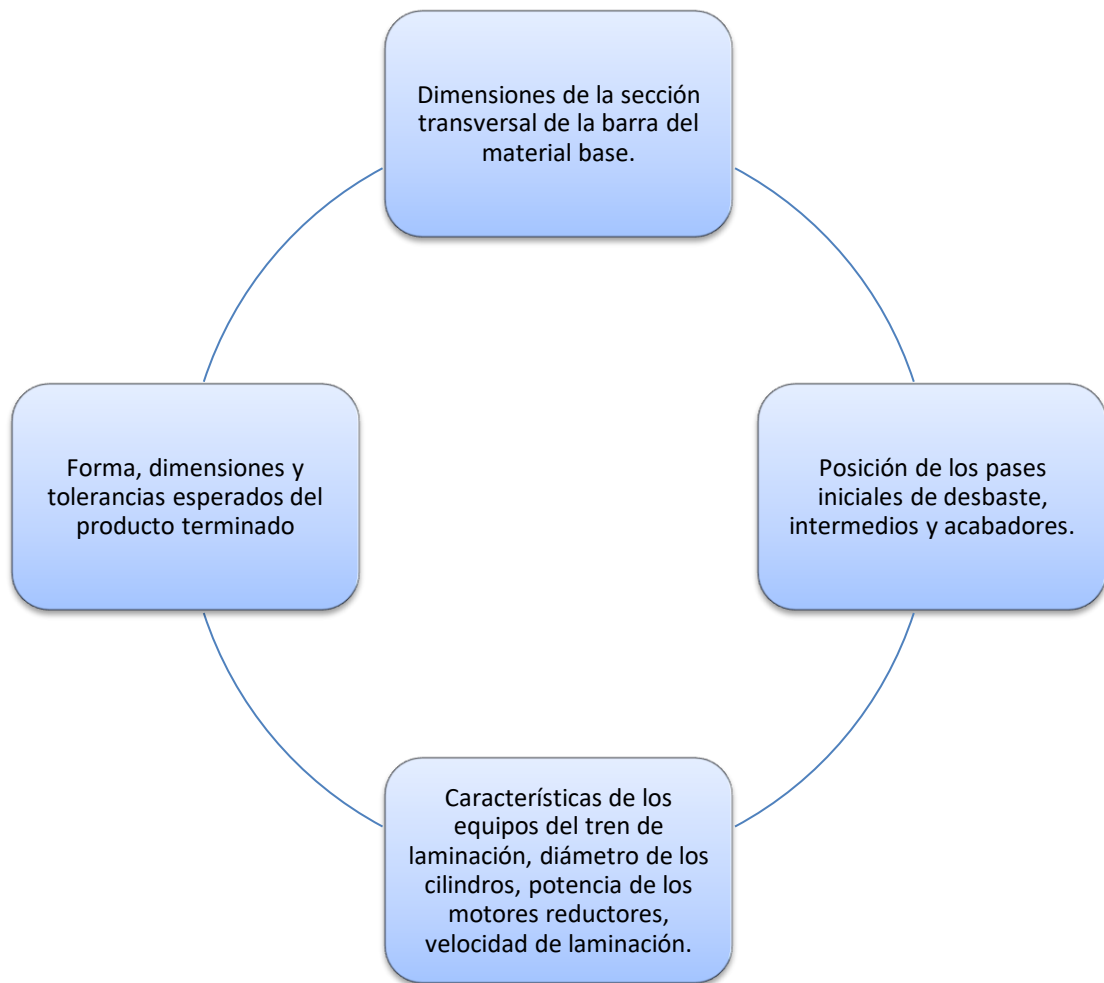 Dimensiones de la sección
transversal de la barra del
material base.
Forma, dimensiones y
tolerancias esperados del
producto terminado
Posición de los pases
iniciales de desbaste,
intermedios y acabadores.
Característicias de los
equipos del tren de
laminación, diámetro de los
cilindros, potencia de los
motores reductores,
velocidad de laminación.